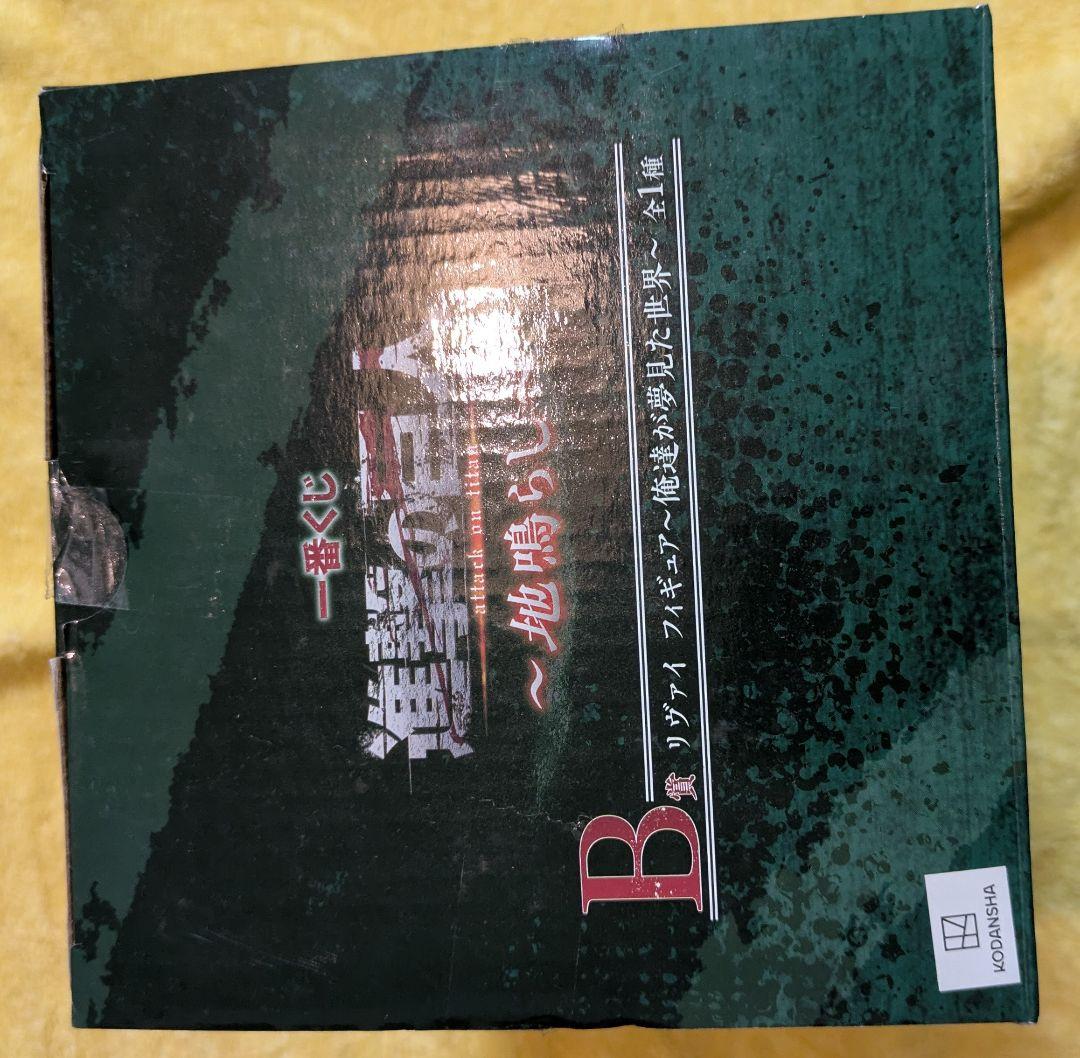 一番くじ
進撃の巨人
attack on titan
～地鳴らし
B賞 リヴァイ フィギュア～俺達が夢見た世界～ 全1種
KODANSHA